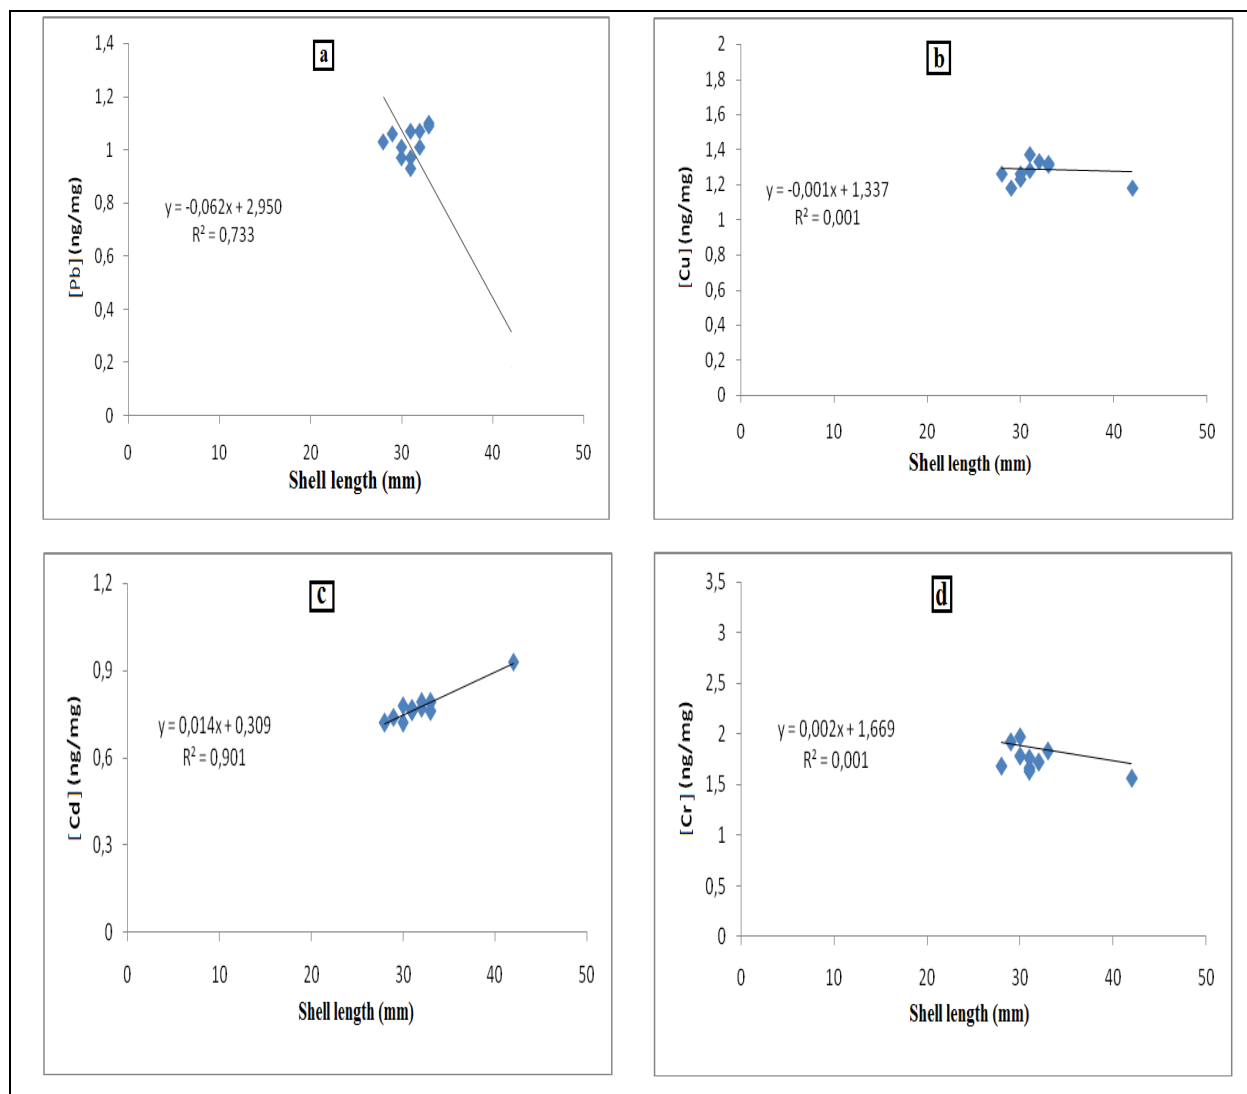 a
1,4
1,2
1
0,8
0,6
0,4
0,2
0
[Pb] (ng/mg)
y = -0,062x + 2,950
R² = 0,733
0 10 20 30 40 50
Shell length (mm)
b
2
1,8
1,6
1,4
1,2
1
0,8
0,6
0,4
0,2
0
[Cu] (ng/mg)
y = -0,001x + 1,337
R² = 0,001
0 10 20 30 40 50
Shell length (mm)
c
1,2
0,9
0,6
0,3
0
[ Cd ] (ng/mg)
y = 0,014x + 0,309
R² = 0,901
0 10 20 30 40 50
Shell length (mm)
d
3,5
3
2,5
2
1,5
1
0,5
0
[Cr ] (ng/mg)
y = 0,002x + 1,669
R² = 0,001
0 10 20 30 40 50
Shell length (mm)